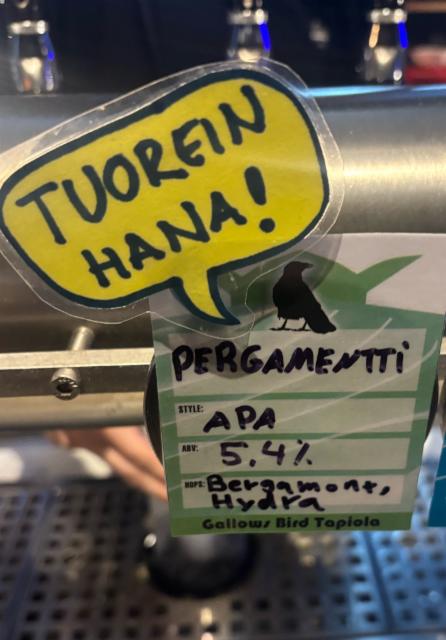 TUOREIN
HANA!
PERGAMENTTI
STYLE: APA
ABV: 5.4%
HOPS: Bergamont,
Hydra
Gallows Bird Tapiola